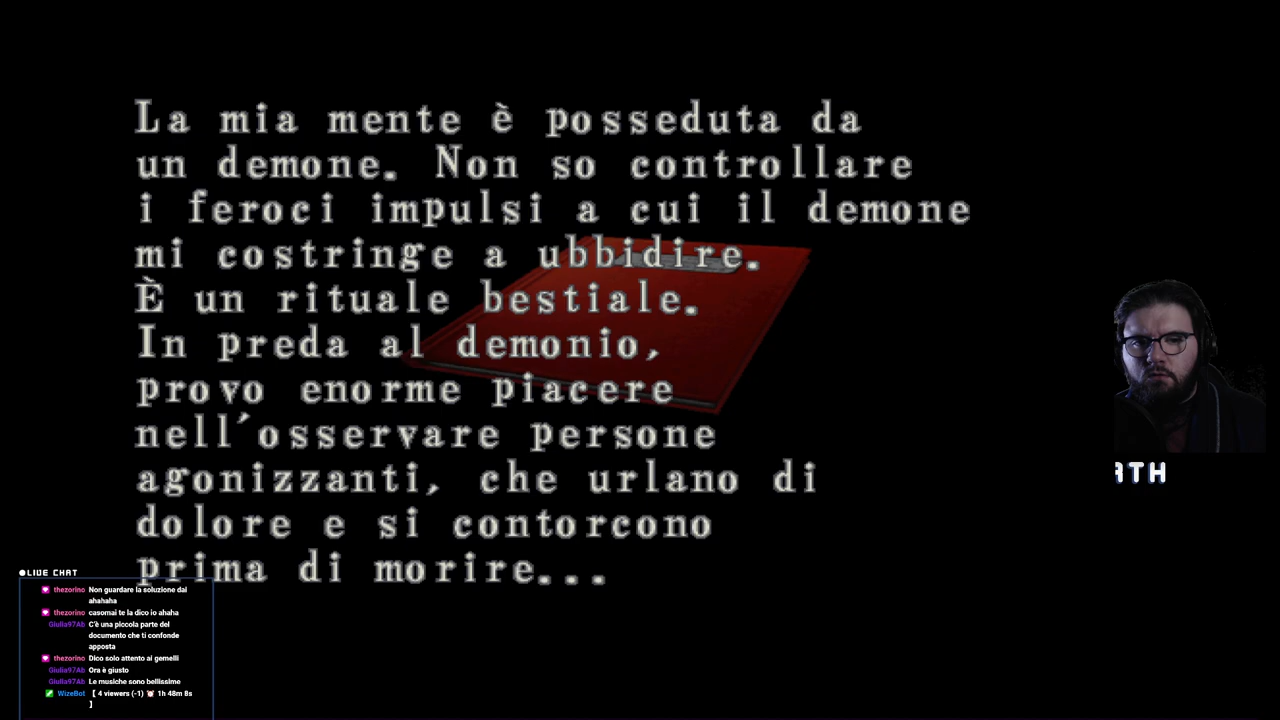 La mia mente è posseduta da
un demone. Non so controllare
i feroci impulsi a cui il demone
mi costringe a ubbidire.
È un rituale bestiale.
In preda al demonio,
provo enorme piacere
nell'osservare persone
agonizzanti, che urlano di
dolore e si contorcono
prima di morire...
LIVE CHAT
thezorino Non guardare la soluzione dai
ahahaha
thezorino casomai te la dico io ahaha
Giulia97Ab C'è una piccola parte del
documento che ti confonde
apposta
thezorino Dico solo attento ai gemelli
Giulia97Ab Ora è giusto
Giulia97Ab Le musiche sono bellissime
WizeBot [ 4 viewers (-1) ⏰ 1h 48m 8s
]